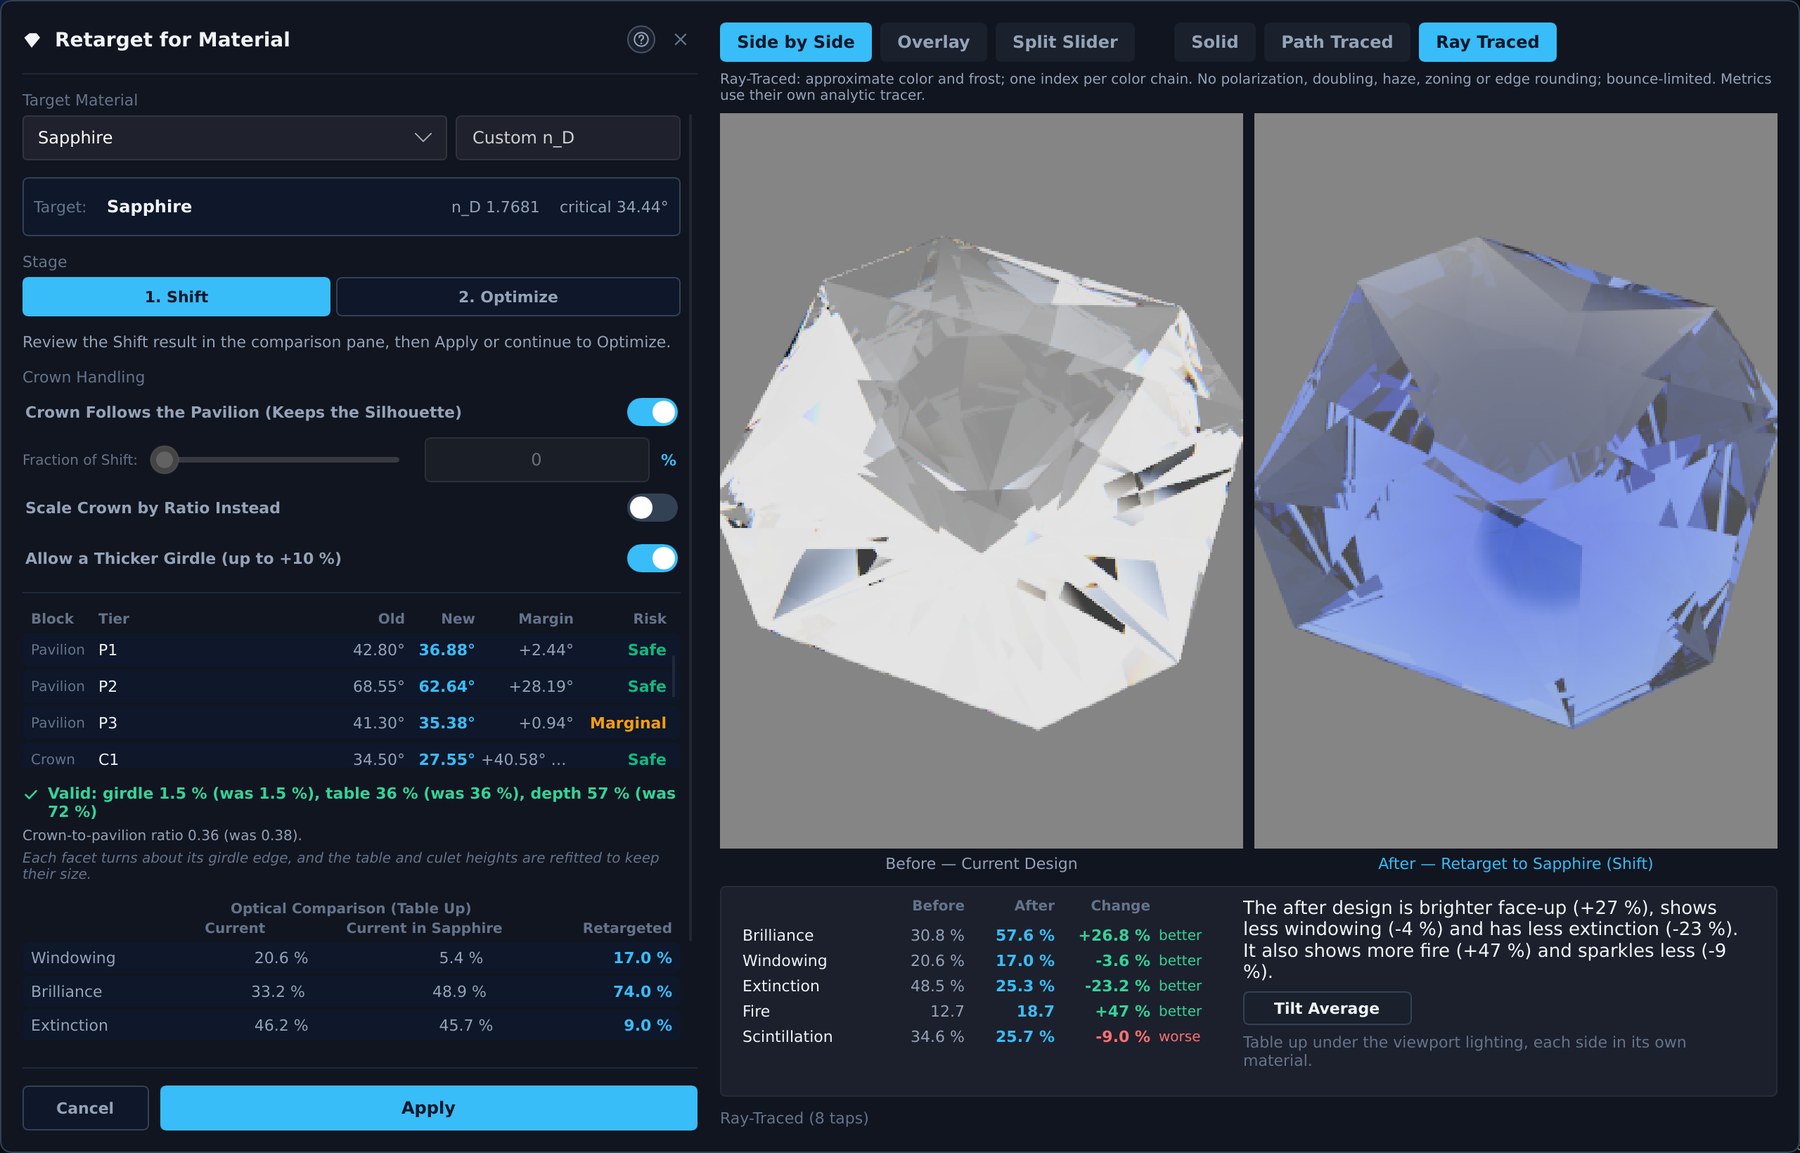 Retarget for Material
Target Material
Sapphire
Custom n_D
Target: Sapphire n_D 1.7681 critical 34.44°
Stage
1. Shift
2. Optimize
Review the Shift result in the comparison pane, then Apply or continue to Optimize.
Crown Handling
Crown Follows the Pavilion (Keeps the Silhouette)
Fraction of Shift: 0 %
Scale Crown by Ratio Instead
Allow a Thicker Girdle (up to +10 %)
Block Tier Old New Margin Risk
Pavilion P1 42.80° 36.88° +2.44° Safe
Pavilion P2 68.55° 62.64° +28.19° Safe
Pavilion P3 41.30° 35.38° +0.94° Marginal
Crown C1 34.50° 27.55° +40.58° ... Safe
Valid: girdle 1.5 % (was 1.5 %), table 36 % (was 36 %), depth 57 % (was
72 %)
Crown-to-pavilion ratio 0.36 (was 0.38).
Each facet turns about its girdle edge, and the table and culet heights are refitted to keep
their size.
Optical Comparison (Table Up)
Current Current in Sapphire Retargeted
Windowing 20.6 % 5.4 % 17.0 %
Brilliance 33.2 % 48.9 % 74.0 %
Extinction 46.2 % 45.7 % 9.0 %
Cancel
Apply
Side by Side
Overlay
Split Slider
Solid
Path Traced
Ray Traced
Ray-Traced: approximate color and frost; one index per color chain. No polarization, doubling, haze, zoning or edge rounding; bounce-limited. Metrics
use their own analytic tracer.
Before — Current Design
After — Retarget to Sapphire (Shift)
Before After Change
Brilliance 30.8 % 57.6 % +26.8 % better
Windowing 20.6 % 17.0 % -3.6 % better
Extinction 48.5 % 25.3 % -23.2 % better
Fire 12.7 18.7 +47 % better
Scintillation 34.6 % 25.7 % -9.0 % worse
The after design is brighter face-up (+27 %), shows
less windowing (-4 %) and has less extinction (-23 %).
It also shows more fire (+47 %) and sparkles less (-9
%).
Tilt Average
Table up under the viewport lighting, each side in its own
material.
Ray-Traced (8 taps)